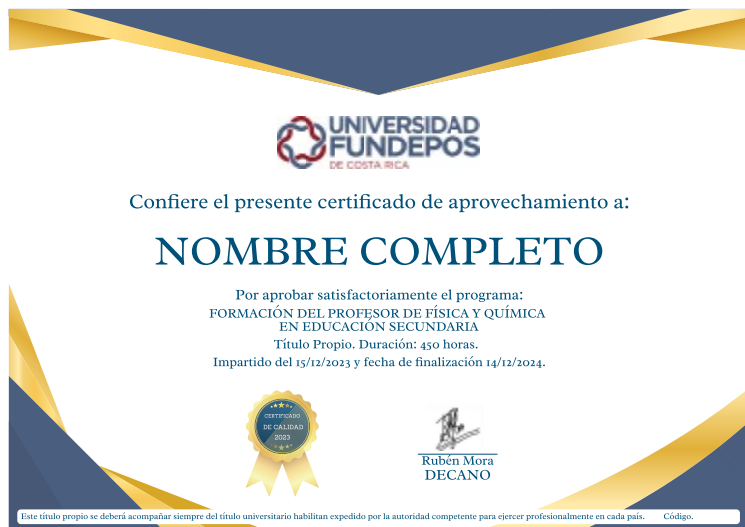 UNIVERSIDAD
FUNDEPOS
DE COSTA RICA
Confiere el presente certificado de aprovechamiento a:
NOMBRE COMPLETO
Por aprobar satisfactoriamente el programa:
FORMACIÓN DEL PROFESOR DE FÍSICA Y QUÍMICA
EN EDUCACIÓN SECUNDARIA
Título Propio. Duración: 450 horas.
Impartido del 15/12/2023 y fecha de finalización 14/12/2024.
CERTIFICADO
DE CALIDAD
2023
Rubén Mora
DECANO
Este título propio se deberá acompañar siempre del título universitario habilitan expedido por la autoridad competente para ejercer profesionalmente en cada país. Código.